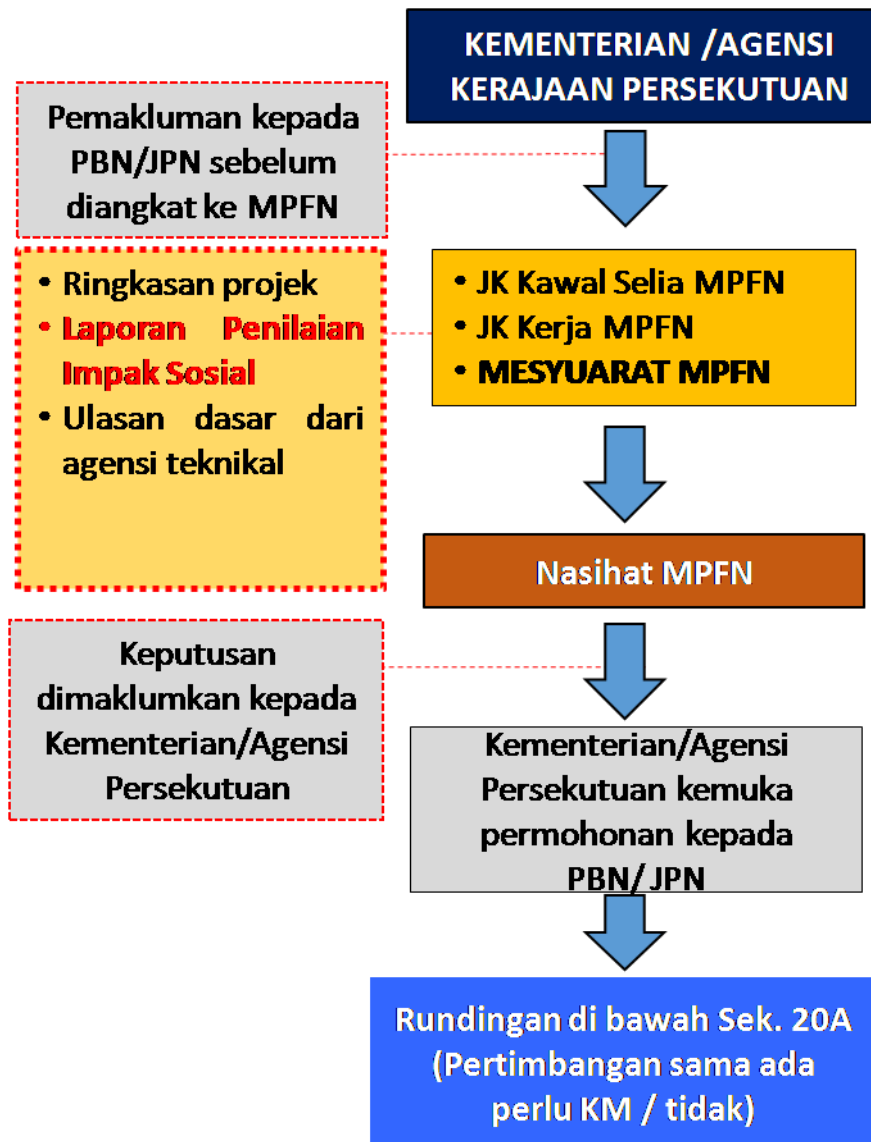 KEMENTERIAN /AGENSI
KERAJAAN PERSEKUTUAN
Pemakluman kepada
PBN/JPN sebelum
diangkat ke MPFN
• Ringkasan projek
• Laporan Penilaian
Impak Sosial
• Ulasan dasar dari
agensi teknikal
• JK Kawal Selia MPFN
• JK Kerja MPFN
• MESYUARAT MPFN
Nasihat MPFN
Keputusan
dimaklumkan kepada
Kementerian/Agensi
Persekutuan
Kementerian/Agensi
Persekutuan kemuka
permohonan kepada
PBN/ JPN
Rundingan di bawah Sek. 20A
(Pertimbangan sama ada
perlu KM / tidak)